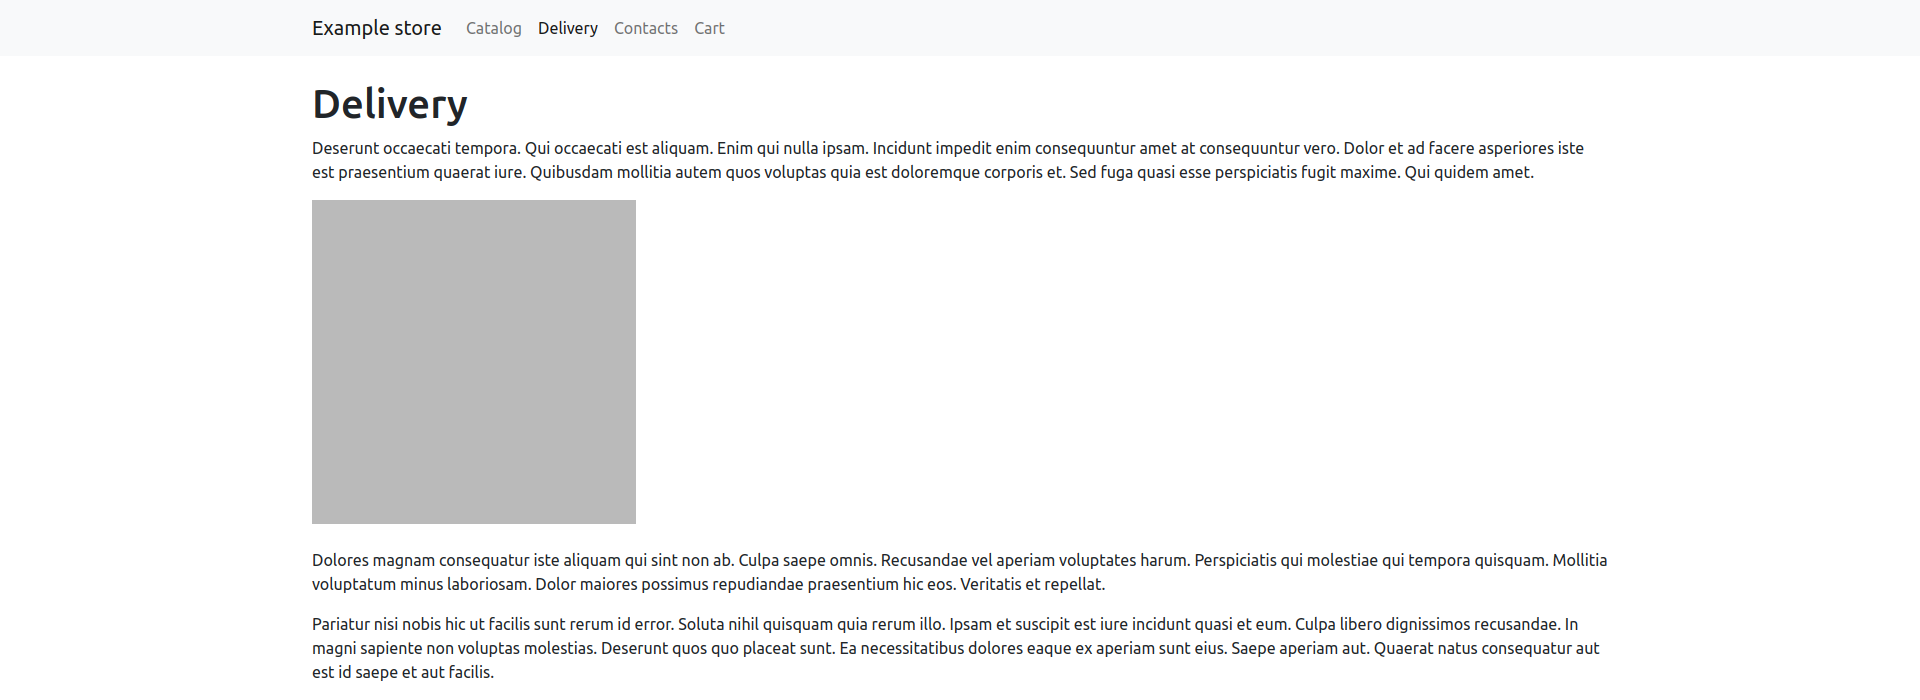 Example store Catalog Delivery Contacts Cart
Delivery
Deserunt occaecati tempora. Qui occaecati est aliquam. Enim qui nulla ipsam. Incidunt impedit enim consequuntur amet at consequuntur vero. Dolor et ad facere asperiores iste
est praesentium quaerat iure. Quibusdam mollitia autem quos voluptas quia est doloremque corporis et. Sed fuga quasi esse perspiciatis fugit maxime. Qui quidem amet.
Dolores magnam consequatur iste aliquam qui sint non ab. Culpa saepe omnis. Recusandae vel aperiam voluptates harum. Perspiciatis qui molestiae qui tempora quisquam. Mollitia
voluptatum minus laboriosam. Dolor maiores possimus repudiandae praesentium hic eos. Veritatis et repellat.
Pariatur nisi nobis hic ut facilis sunt rerum id error. Soluta nihil quisquam quia rerum illo. Ipsam et suscipit est iure incidunt quasi et eum. Culpa libero dignissimos recusandae. In
magni sapiente non voluptas molestias. Deserunt quos quo placeat sunt. Ea necessitatibus dolores eaque ex aperiam sunt eius. Saepe aperiam aut. Quaerat natus consequatur aut
est id saepe et aut facilis.